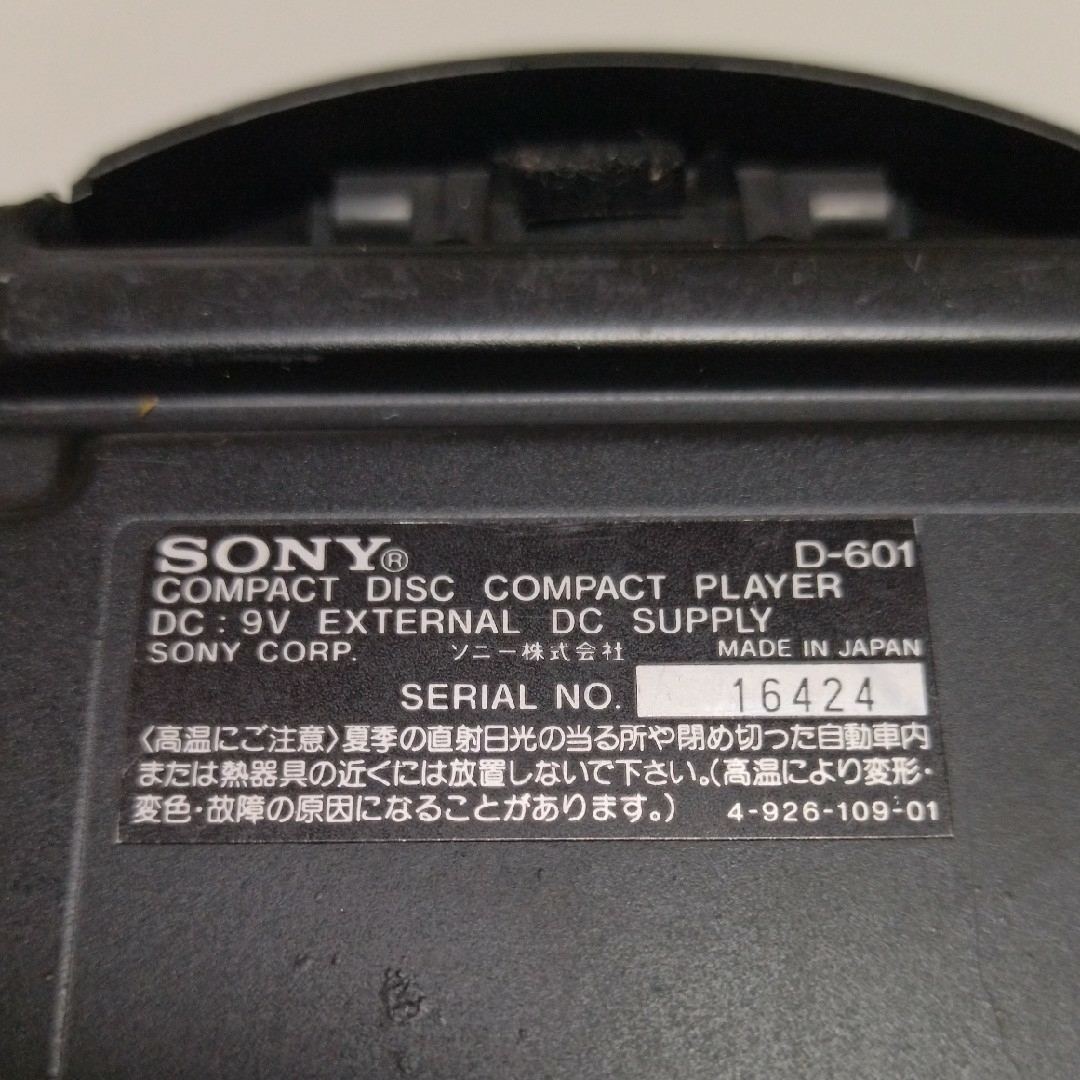 SONY® D-601
COMPACT DISC COMPACT PLAYER
DC : 9V EXTERNAL DC SUPPLY
SONY CORP. ソニー株式会社 MADE IN JAPAN
SERIAL NO. 16424
〈高温にご注意〉夏季の直射日光の当る所や閉め切った自動車内
または熱器具の近くには放置しないで下さい。(高温により変形・
変色・故障の原因になることがあります。) 4-926-109-01